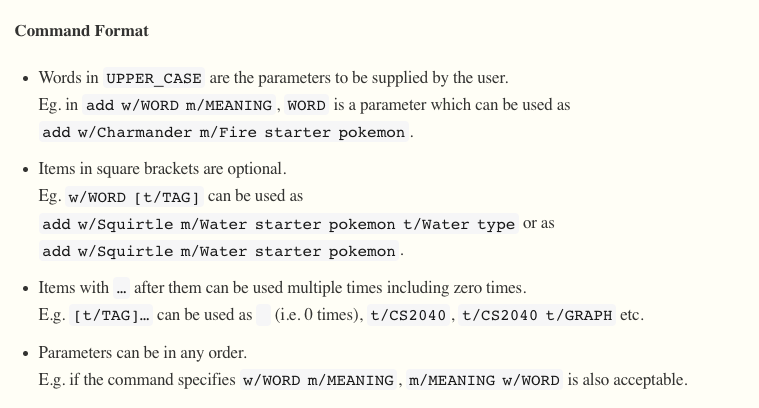 Command Format
• Words in UPPER_CASE are the parameters to be supplied by the user.
Eg. in add w/WORD m/MEANING, WORD is a parameter which can be used as
add w/Charmander m/Fire starter pokemon.
• Items in square brackets are optional.
Eg. w/WORD [t/TAG] can be used as
add w/Squirtle m/Water starter pokemon t/Water type or as
add w/Squirtle m/Water starter pokemon.
• Items with … after them can be used multiple times including zero times.
E.g. [t/TAG]… can be used as   (i.e. 0 times), t/CS2040, t/CS2040 t/GRAPH etc.
• Parameters can be in any order.
E.g. if the command specifies w/WORD m/MEANING, m/MEANING w/WORD is also acceptable.